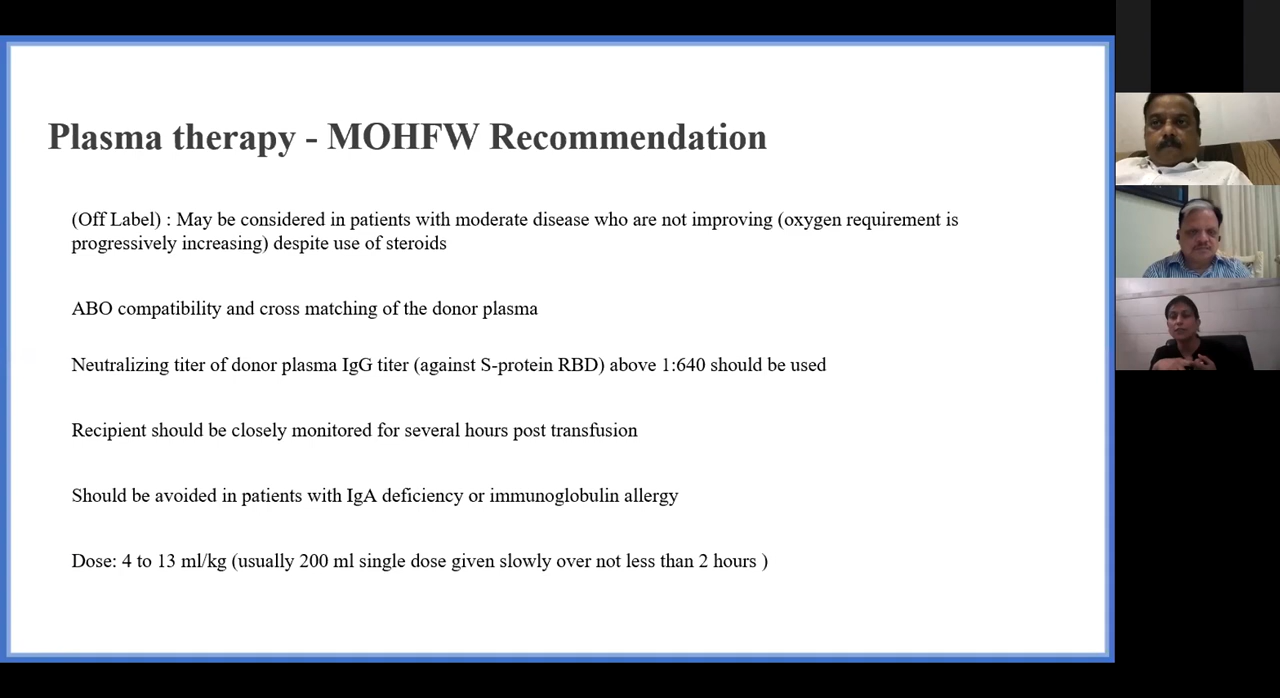 Plasma therapy - MOHFW Recommendation
(Off Label) : May be considered in patients with moderate disease who are not improving (oxygen requirement is
progressively increasing) despite use of steroids
ABO compatibility and cross matching of the donor plasma
Neutralizing titer of donor plasma IgG titer (against S-protein RBD) above 1:640 should be used
Recipient should be closely monitored for several hours post transfusion
Should be avoided in patients with IgA deficiency or immunoglobulin allergy
Dose: 4 to 13 ml/kg (usually 200 ml single dose given slowly over not less than 2 hours )